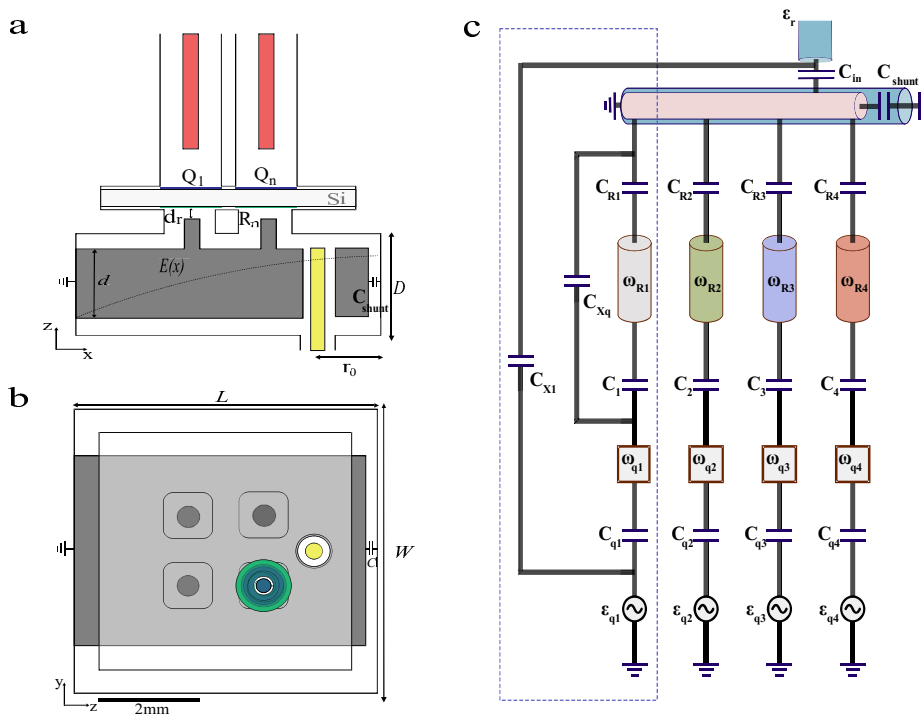 a
Q1 Qn
Si
dr Rn
E(x)
d
Cshunt
D
z
x
r0
b
L
W
C
y
z
2mm
c
εr
Cin Cshunt
CR1 CR2 CR3 CR4
ωR1 ωR2 ωR3 ωR4
CXq
CX1
C1 C2 C3 C4
ωq1 ωq2 ωq3 ωq4
Cq1 Cq2 Cq3 Cq4
εq1 εq2 εq3 εq4